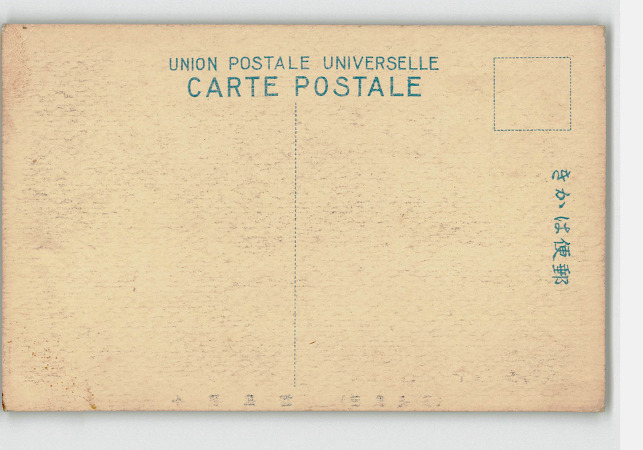 UNION POSTALE UNIVERSELLE
CARTE POSTALE
きかは便郵